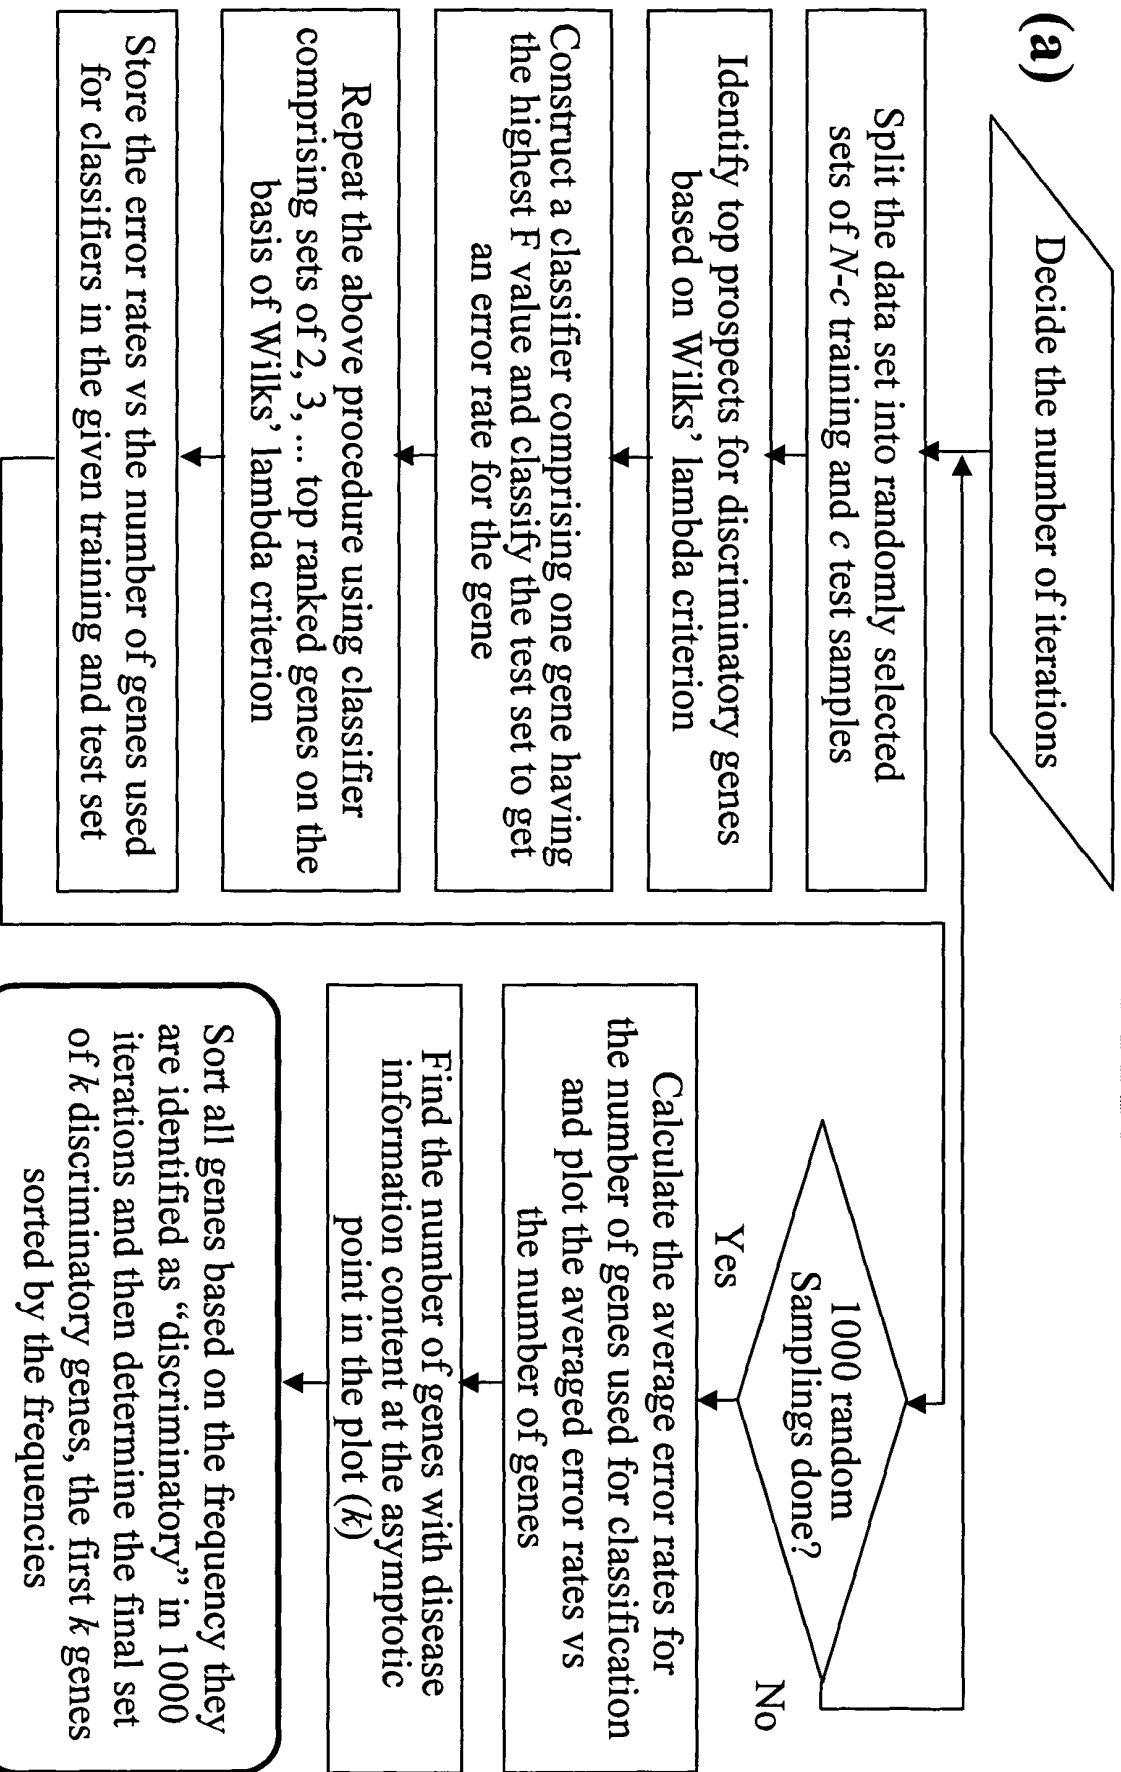 (a)
Decide the number of iterations
Split the data set into randomly selected
sets of N-c training and c test samples
Identify top prospects for discriminatory genes
based on Wilks’ lambda criterion
Construct a classifier comprising one gene having
the highest F value and classify the test set to get
an error rate for the gene
Repeat the above procedure using classifier
comprising sets of 2, 3, ... top ranked genes on the
basis of Wilks’ lambda criterion
Store the error rates vs the number of genes used
for classifiers in the given training and test set
1000 random
Samplings done?
No
Yes
Calculate the average error rates for
the number of genes used for classification
and plot the averaged error rates vs
the number of genes
Find the number of genes with disease
information content at the asymptotic
point in the plot (k)
Sort all genes based on the frequency they
are identified as “discriminatory” in 1000
iterations and then determine the final set
of k discriminatory genes, the first k genes
sorted by the frequencies